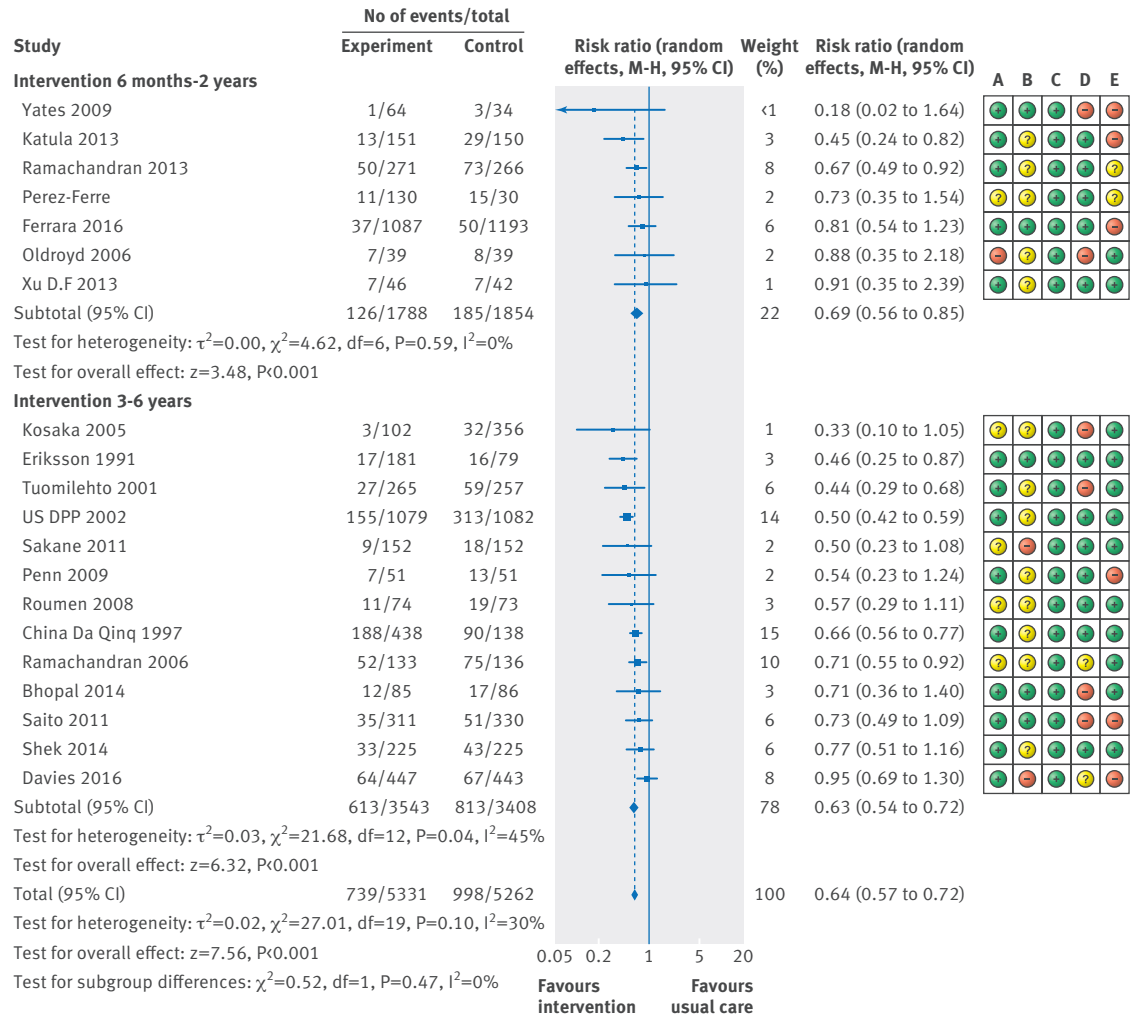 No of events/total
Study Experiment Control Risk ratio (random effects, M-H, 95% CI) Weight (%) Risk ratio (random effects, M-H, 95% CI) A B C D E
Intervention 6 months-2 years
Yates 2009 1/64 3/34 <1 0.18 (0.02 to 1.64) + + + - -
Katula 2013 13/151 29/150 3 0.45 (0.24 to 0.82) + ? + + -
Ramachandran 2013 50/271 73/266 8 0.67 (0.49 to 0.92) + ? + + ?
Perez-Ferre 11/130 15/30 2 0.73 (0.35 to 1.54) ? ? + + ?
Ferrara 2016 37/1087 50/1193 6 0.81 (0.54 to 1.23) + + + + -
Oldroyd 2006 7/39 8/39 2 0.88 (0.35 to 2.18) - ? + - +
Xu D.F 2013 7/46 7/42 1 0.91 (0.35 to 2.39) + ? + + +
Subtotal (95% CI) 126/1788 185/1854 22 0.69 (0.56 to 0.85)
Test for heterogeneity: τ²=0.00, χ²=4.62, df=6, P=0.59, I²=0%
Test for overall effect: z=3.48, P<0.001
Intervention 3-6 years
Kosaka 2005 3/102 32/356 1 0.33 (0.10 to 1.05) ? ? + - +
Eriksson 1991 17/181 16/79 3 0.46 (0.25 to 0.87) + + + + +
Tuomilehto 2001 27/265 59/257 6 0.44 (0.29 to 0.68) + ? + - +
US DPP 2002 155/1079 313/1082 14 0.50 (0.42 to 0.59) + ? + + +
Sakane 2011 9/152 18/152 2 0.50 (0.23 to 1.08) ? - + + +
Penn 2009 7/51 13/51 2 0.54 (0.23 to 1.24) + ? + + -
Roumen 2008 11/74 19/73 3 0.57 (0.29 to 1.11) ? ? + + +
China Da Qinq 1997 188/438 90/138 15 0.66 (0.56 to 0.77) + ? + + +
Ramachandran 2006 52/133 75/136 10 0.71 (0.55 to 0.92) ? ? + ? +
Bhopal 2014 12/85 17/86 3 0.71 (0.36 to 1.40) + + + - +
Saito 2011 35/311 51/330 6 0.73 (0.49 to 1.09) + + + - -
Shek 2014 33/225 43/225 6 0.77 (0.51 to 1.16) + ? + + +
Davies 2016 64/447 67/443 8 0.95 (0.69 to 1.30) + - + ? -
Subtotal (95% CI) 613/3543 813/3408 78 0.63 (0.54 to 0.72)
Test for heterogeneity: τ²=0.03, χ²=21.68, df=12, P=0.04, I²=45%
Test for overall effect: z=6.32, P<0.001
Total (95% CI) 739/5331 998/5262 100 0.64 (0.57 to 0.72)
Test for heterogeneity: τ²=0.02, χ²=27.01, df=19, P=0.10, I²=30%
Test for overall effect: z=7.56, P<0.001
Test for subgroup differences: χ²=0.52, df=1, P=0.47, I²=0%
0.05 0.2 1 5 20
Favours intervention Favours usual care